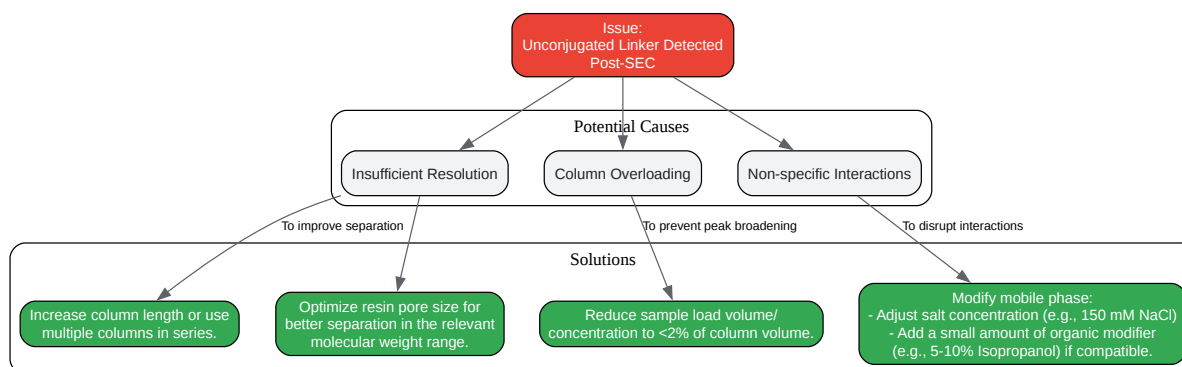 Issue:
Unconjugated Linker Detected
Post-SEC
Potential Causes
Insufficient Resolution
Column Overloading
Non-specific Interactions
To improve separation
To prevent peak broadening
To disrupt interactions
Solutions
Increase column length or use
multiple columns in series.
Optimize resin pore size for
better separation in the relevant
molecular weight range.
Reduce sample load volume/
concentration to <2% of column volume.
Modify mobile phase:
- Adjust salt concentration (e.g., 150 mM NaCl)
- Add a small amount of organic modifier
(e.g., 5-10% Isopropanol) if compatible.